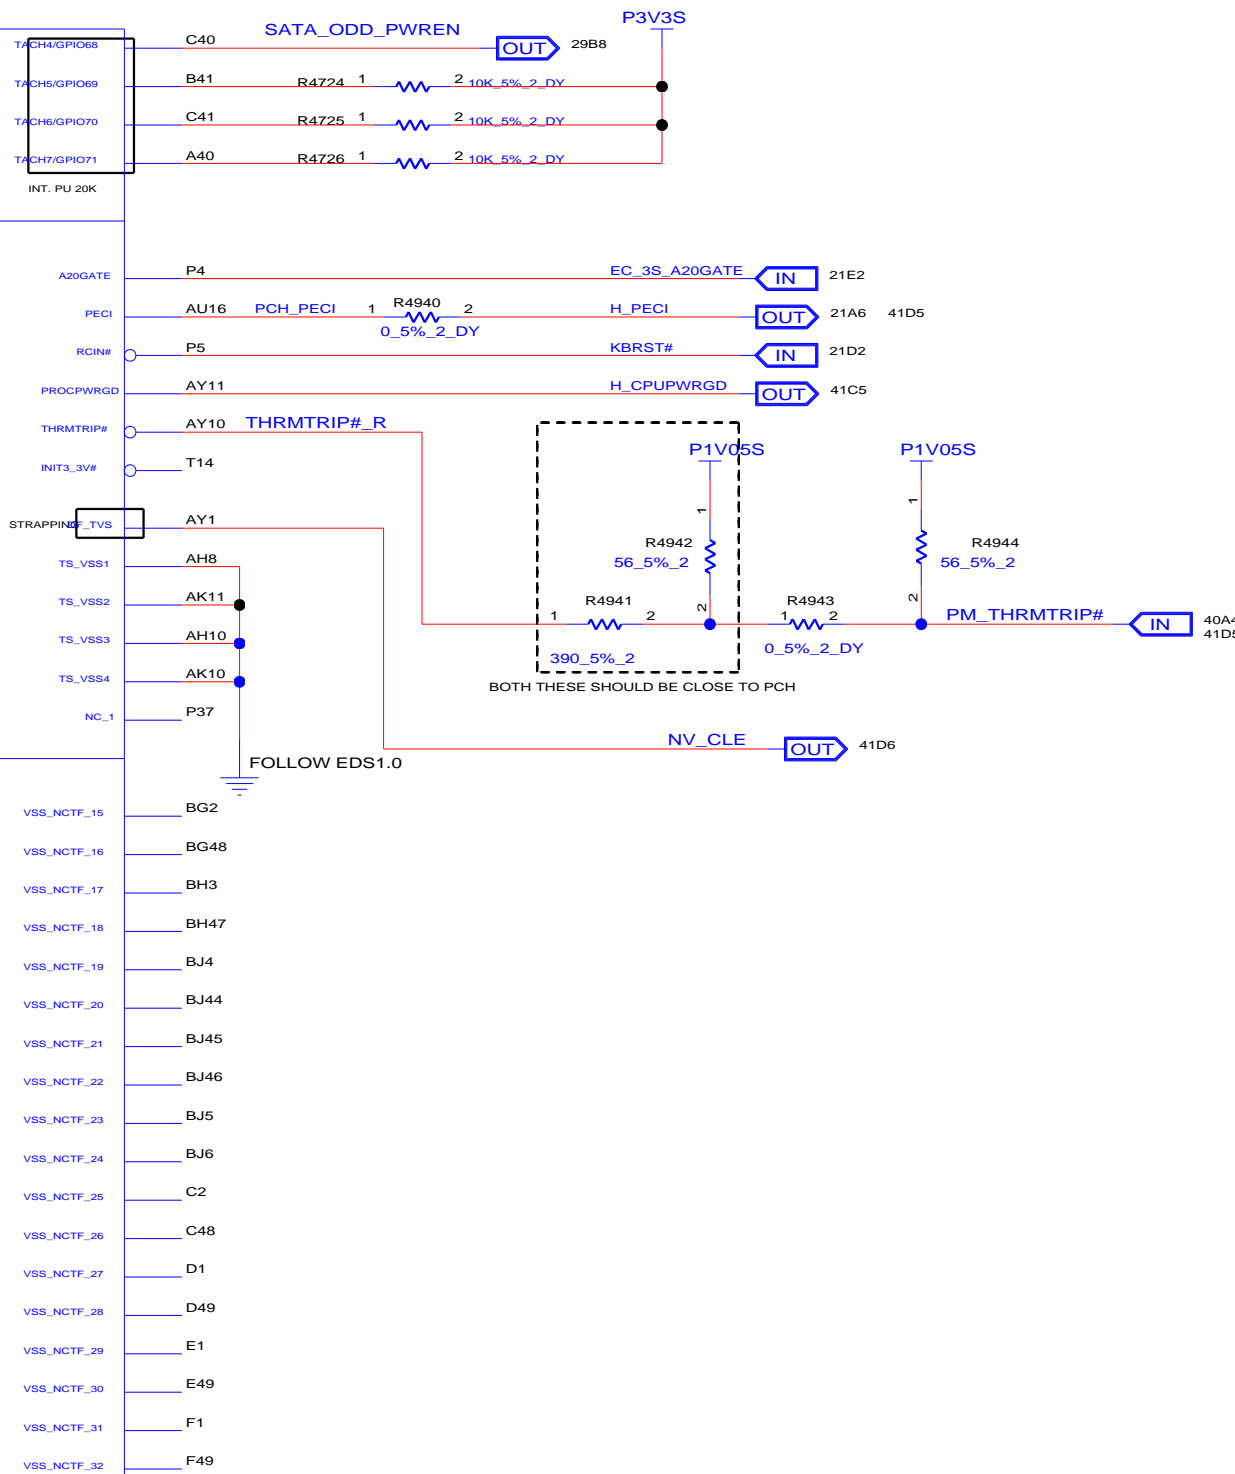 P3V3S
SATA_ODD_PWREN
TACH4/GPIO68 C40 OUT 29B8
TACH5/GPIO69 B41 R4724 1 2 10K_5%_2_DY
TACH6/GPIO70 C41 R4725 1 2 10K_5%_2_DY
TACH7/GPIO71 A40 R4726 1 2 10K_5%_2_DY
INT. PU 20K
A20GATE P4 EC_3S_A20GATE IN 21E2
PECI AU16 PCH_PECI 1 R4940 2 H_PECI OUT 21A6 41D5
0_5%_2_DY
RCIN# P5 KBRST# IN 21D2
PROCPWRGD AY11 H_CPUPWRGD OUT 41C5
THRMTRIP# AY10 THRMTRIP#_R
P1V05S P1V05S
INIT3_3V# T14
1 1
STRAPPING DF_TVS AY1
R4942 R4944
56_5%_2 56_5%_2
TS_VSS1 AH8
TS_VSS2 AK11
2 2
R4941 R4943
1 2 1 2 PM_THRMTRIP# IN 40A4
41D5
TS_VSS3 AH10
390_5%_2 0_5%_2_DY
TS_VSS4 AK10
BOTH THESE SHOULD BE CLOSE TO PCH
NC_1 P37
NV_CLE OUT 41D6
FOLLOW EDS1.0
VSS_NCTF_15 BG2
VSS_NCTF_16 BG48
VSS_NCTF_17 BH3
VSS_NCTF_18 BH47
VSS_NCTF_19 BJ4
VSS_NCTF_20 BJ44
VSS_NCTF_21 BJ45
VSS_NCTF_22 BJ46
VSS_NCTF_23 BJ5
VSS_NCTF_24 BJ6
VSS_NCTF_25 C2
VSS_NCTF_26 C48
VSS_NCTF_27 D1
VSS_NCTF_28 D49
VSS_NCTF_29 E1
VSS_NCTF_30 E49
VSS_NCTF_31 F1
VSS_NCTF_32 F49